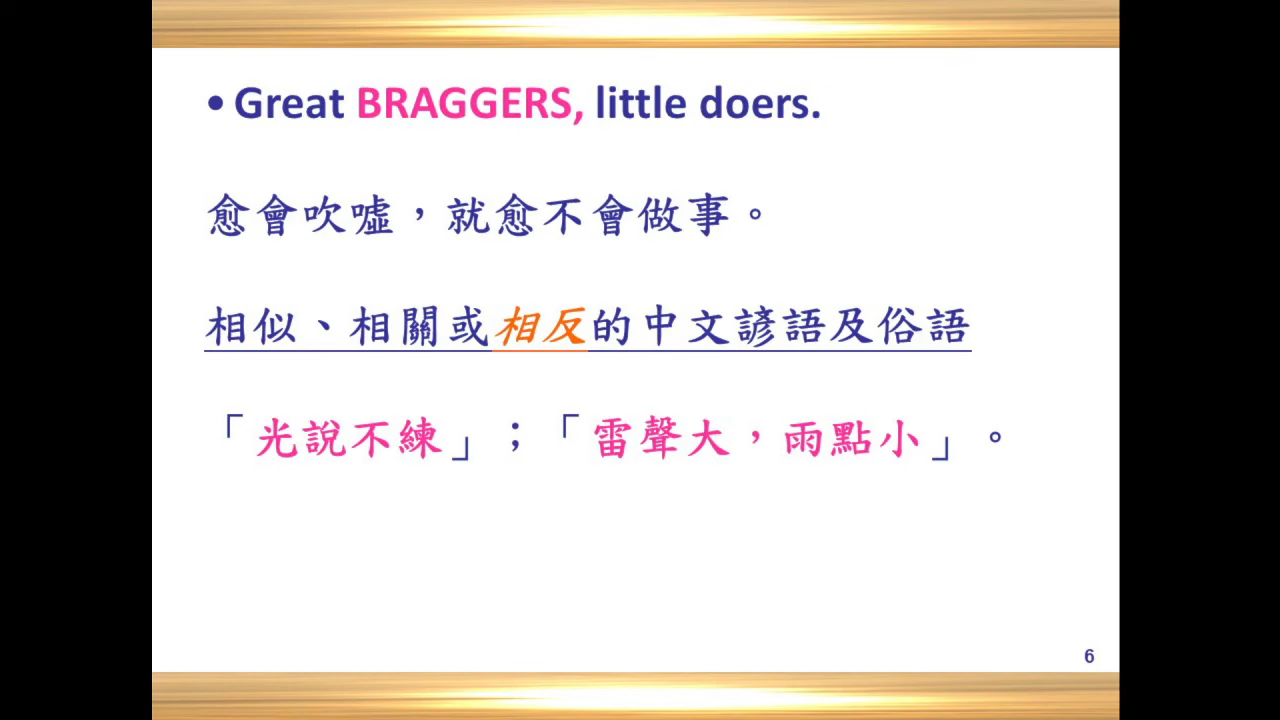 • Great BRAGGERS, little doers.
愈會吹噓，就愈不會做事。
相似、相關或相反的中文諺語及俗語
「光說不練」；「雷聲大，雨點小」。
6